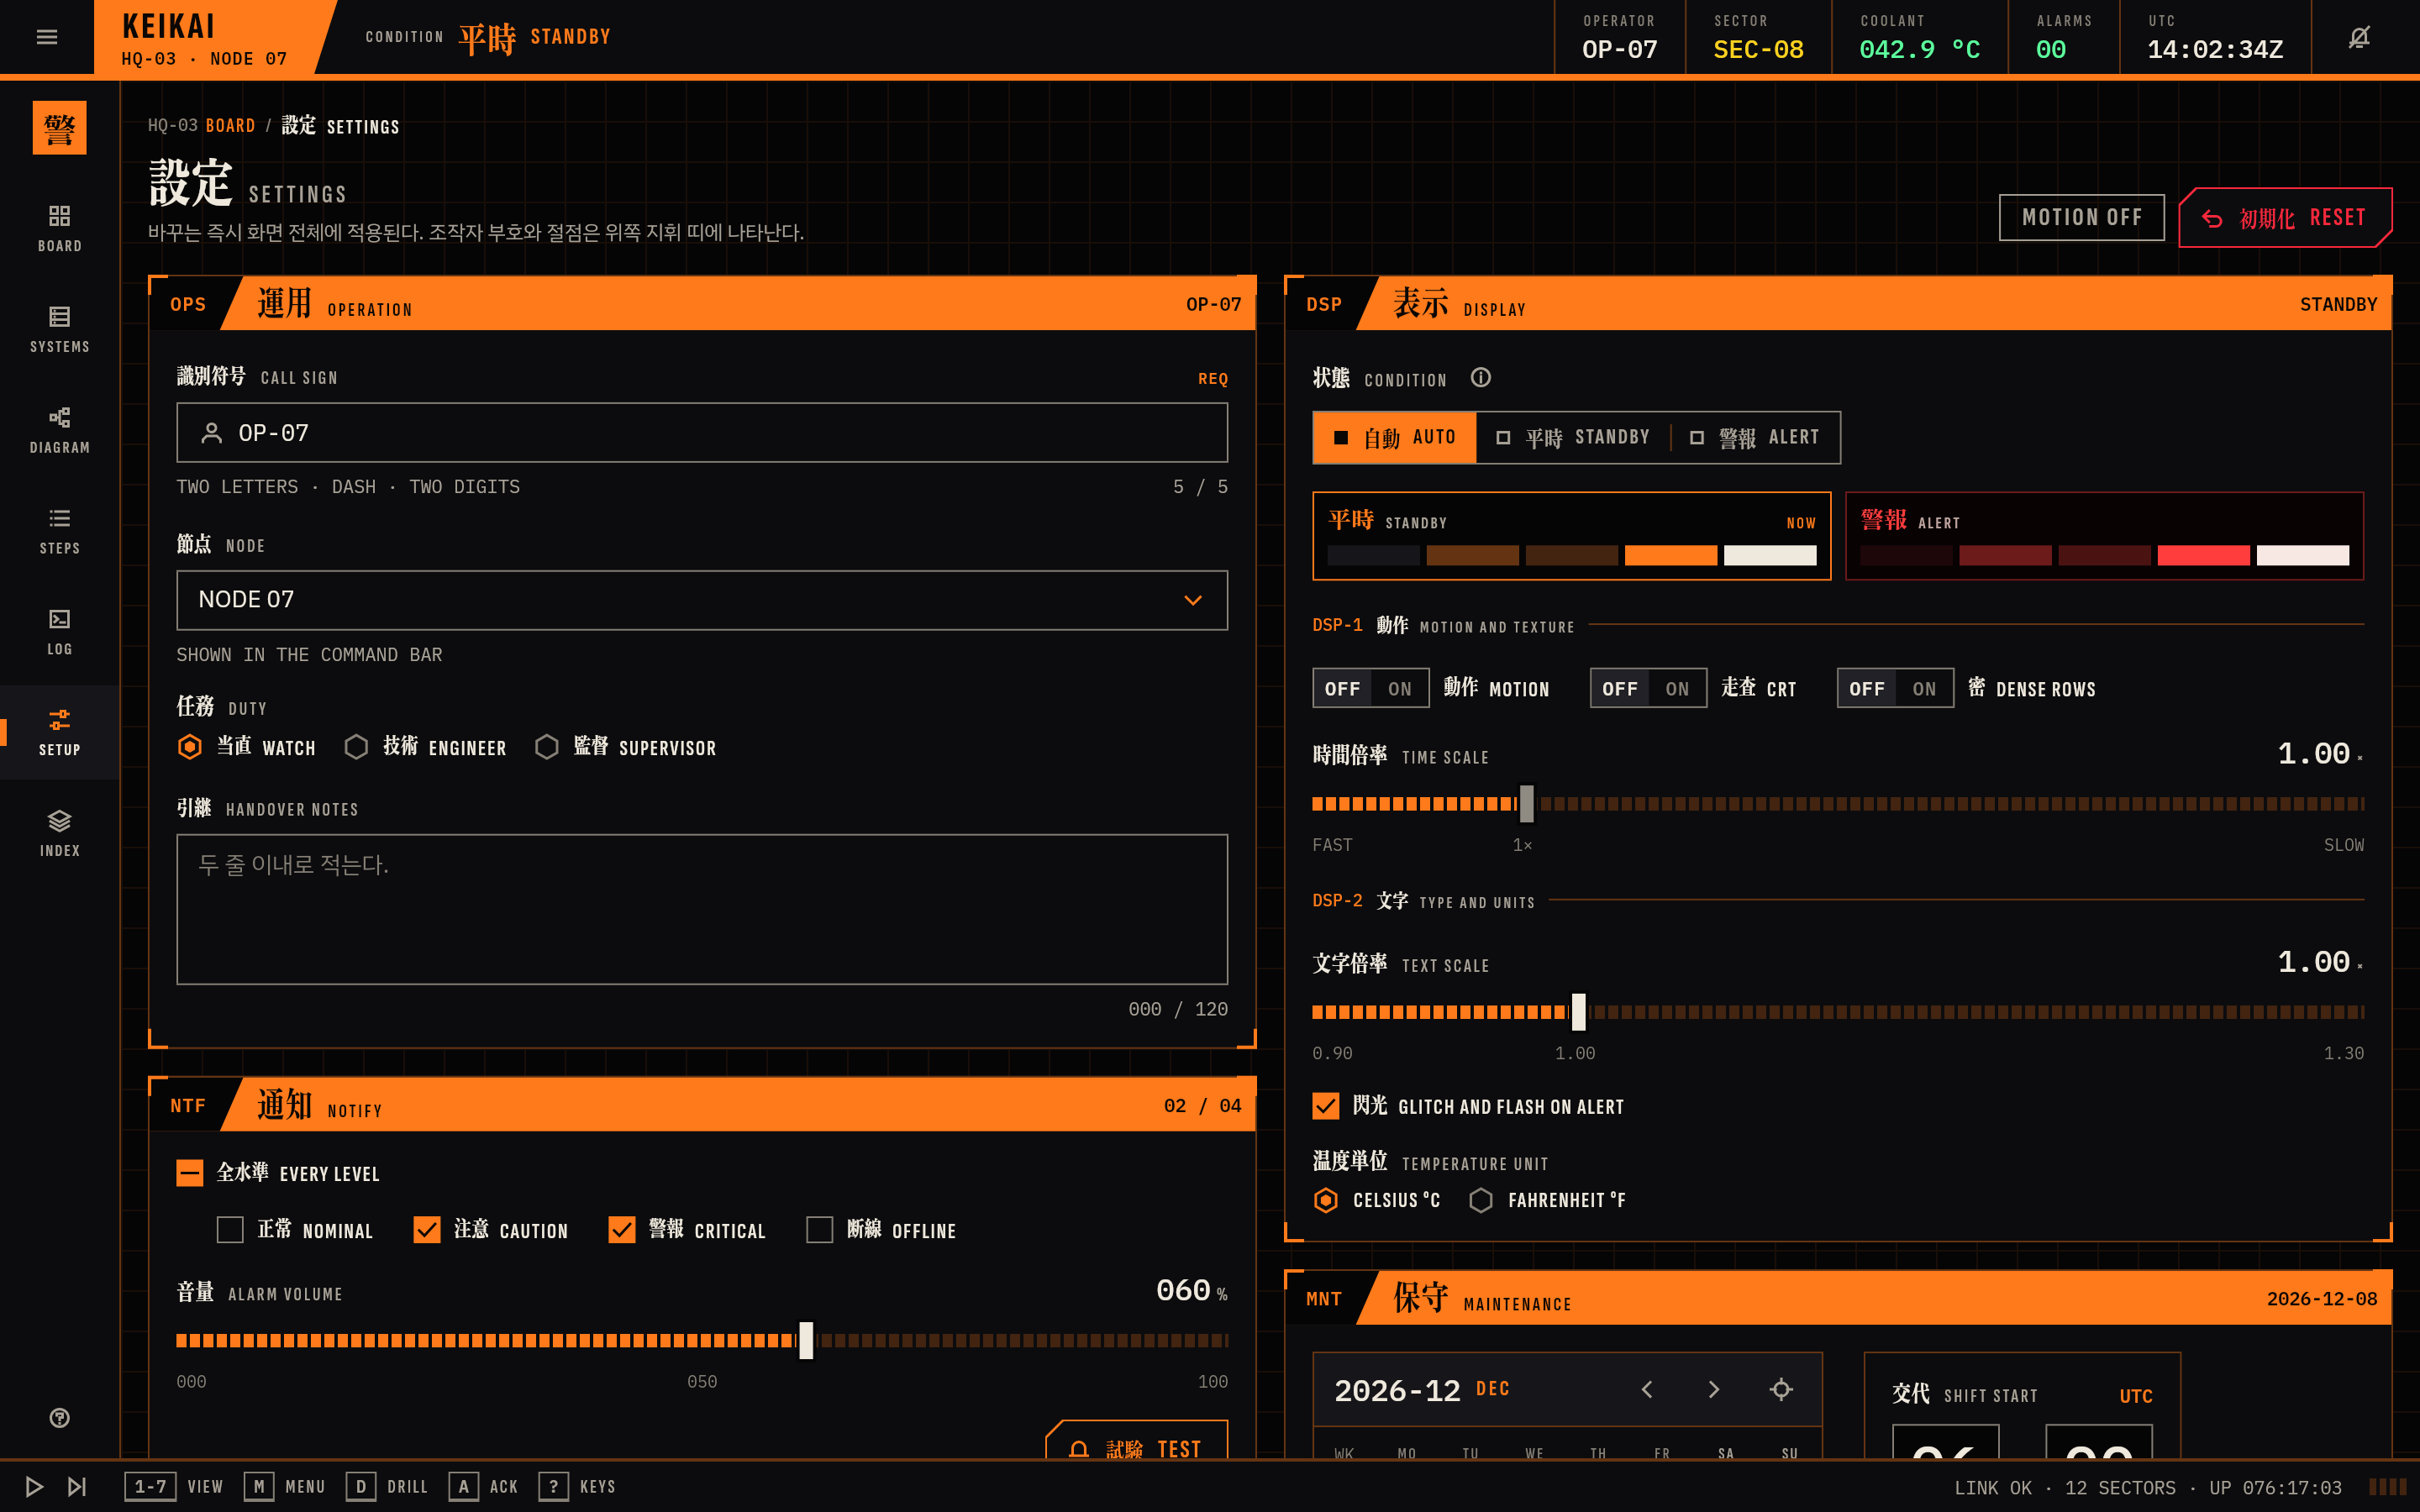 KEIKAI
HQ-03 · NODE 07
CONDITION 平時 STANDBY
OPERATOR
OP-07
SECTOR
SEC-08
COOLANT
042.9 °C
ALARMS
00
UTC
14:02:34Z
警
BOARD
SYSTEMS
DIAGRAM
STEPS
LOG
SETUP
INDEX
HQ-03 BOARD / 設定 SETTINGS
設定 SETTINGS
바꾸는 즉시 화면 전체에 적용된다. 조작자 부호와 절점은 위쪽 지휘 띠에 나타난다.
MOTION OFF
初期化 RESET
OPS 運用 OPERATION OP-07
識別符号 CALL SIGN REQ
OP-07
TWO LETTERS · DASH · TWO DIGITS 5 / 5
節点 NODE
NODE 07
SHOWN IN THE COMMAND BAR
任務 DUTY
当直 WATCH 技術 ENGINEER 監督 SUPERVISOR
引継 HANDOVER NOTES
두 줄 이내로 적는다.
000 / 120
NTF 通知 NOTIFY 02 / 04
全水準 EVERY LEVEL
正常 NOMINAL 注意 CAUTION 警報 CRITICAL 断線 OFFLINE
音量 ALARM VOLUME 060 %
000 050 100
試験 TEST
DSP 表示 DISPLAY STANDBY
状態 CONDITION
自動 AUTO 平時 STANDBY 警報 ALERT
平時 STANDBY NOW
警報 ALERT
DSP-1 動作 MOTION AND TEXTURE
OFF ON 動作 MOTION OFF ON 走査 CRT OFF ON 密 DENSE ROWS
時間倍率 TIME SCALE 1.00 ×
FAST 1× SLOW
DSP-2 文字 TYPE AND UNITS
文字倍率 TEXT SCALE 1.00 ×
0.90 1.00 1.30
閃光 GLITCH AND FLASH ON ALERT
温度単位 TEMPERATURE UNIT
CELSIUS °C FAHRENHEIT °F
MNT 保守 MAINTENANCE 2026-12-08
2026-12 DEC
WK MO TU WE TH FR SA SU
交代 SHIFT START UTC
1-7 VIEW M MENU D DRILL A ACK ? KEYS
LINK OK · 12 SECTORS · UP 076:17:03